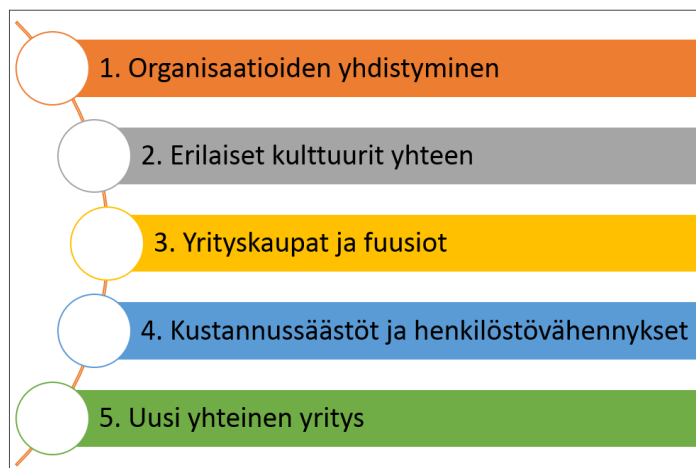 1. Organisaatioiden yhdistyminen
2. Erilaiset kulttuurit yhteen
3. Yrityskaupat ja fuusiot
4. Kustannussäästöt ja henkilöstövähennykset
5. Uusi yhteinen yritys